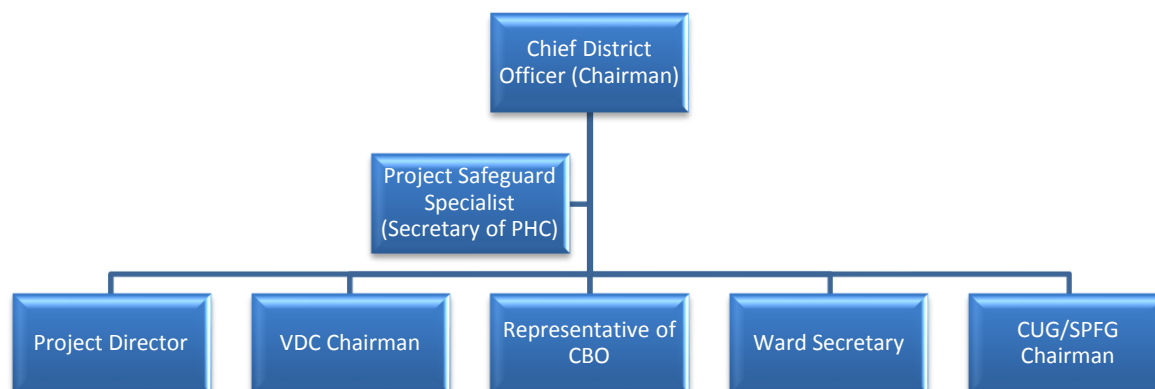 Chief District
Officer (Chairman)
Project Safeguard
Specialist
(Secretary of PHC)
Project Director
VDC Chairman
Representative of
CBO
Ward Secretary
CUG/SPFG
Chairman